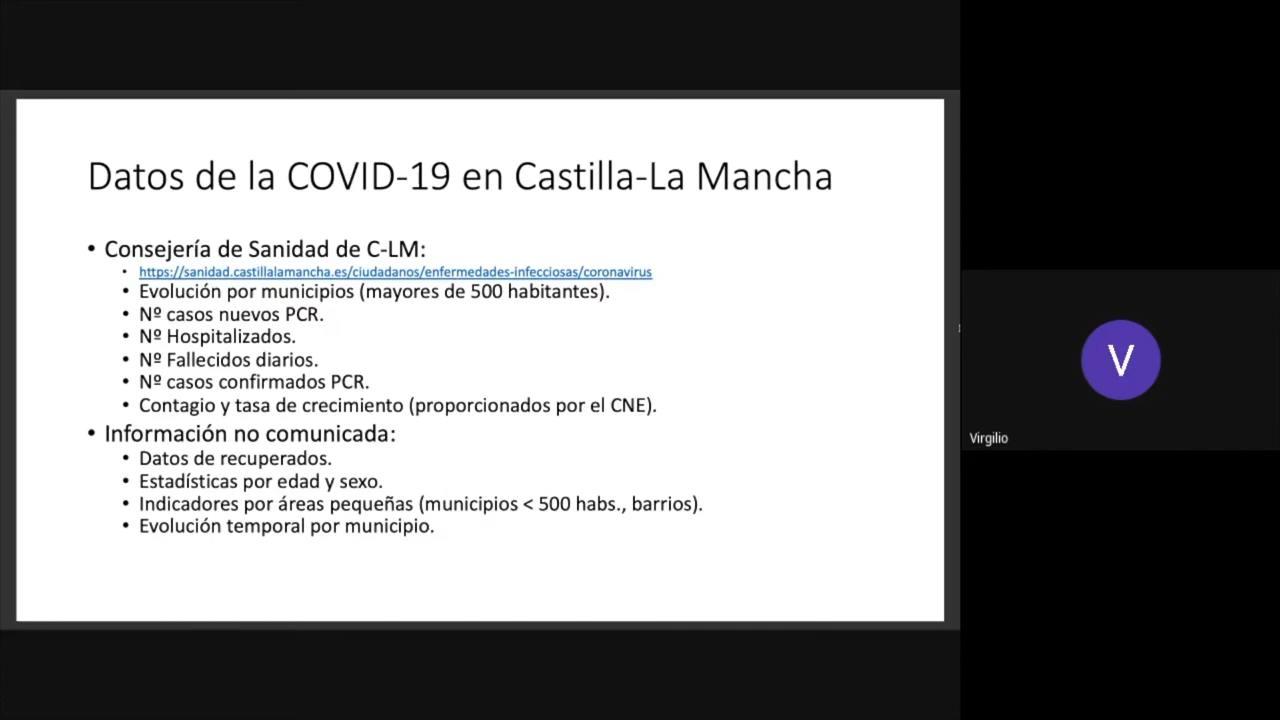 Datos de la COVID-19 en Castilla-La Mancha
• Consejería de Sanidad de C-LM:
• https://sanidad.castillalamancha.es/ciudadanos/enfermedades-infecciosas/coronavirus
• Evolución por municipios (mayores de 500 habitantes).
• Nº casos nuevos PCR.
• Nº Hospitalizados.
• Nº Fallecidos diarios.
• Nº casos confirmados PCR.
• Contagio y tasa de crecimiento (proporcionados por el CNE).
• Información no comunicada:
• Datos de recuperados.
• Estadísticas por edad y sexo.
• Indicadores por áreas pequeñas (municipios < 500 habs., barrios).
• Evolución temporal por municipio.
V
Virgilio